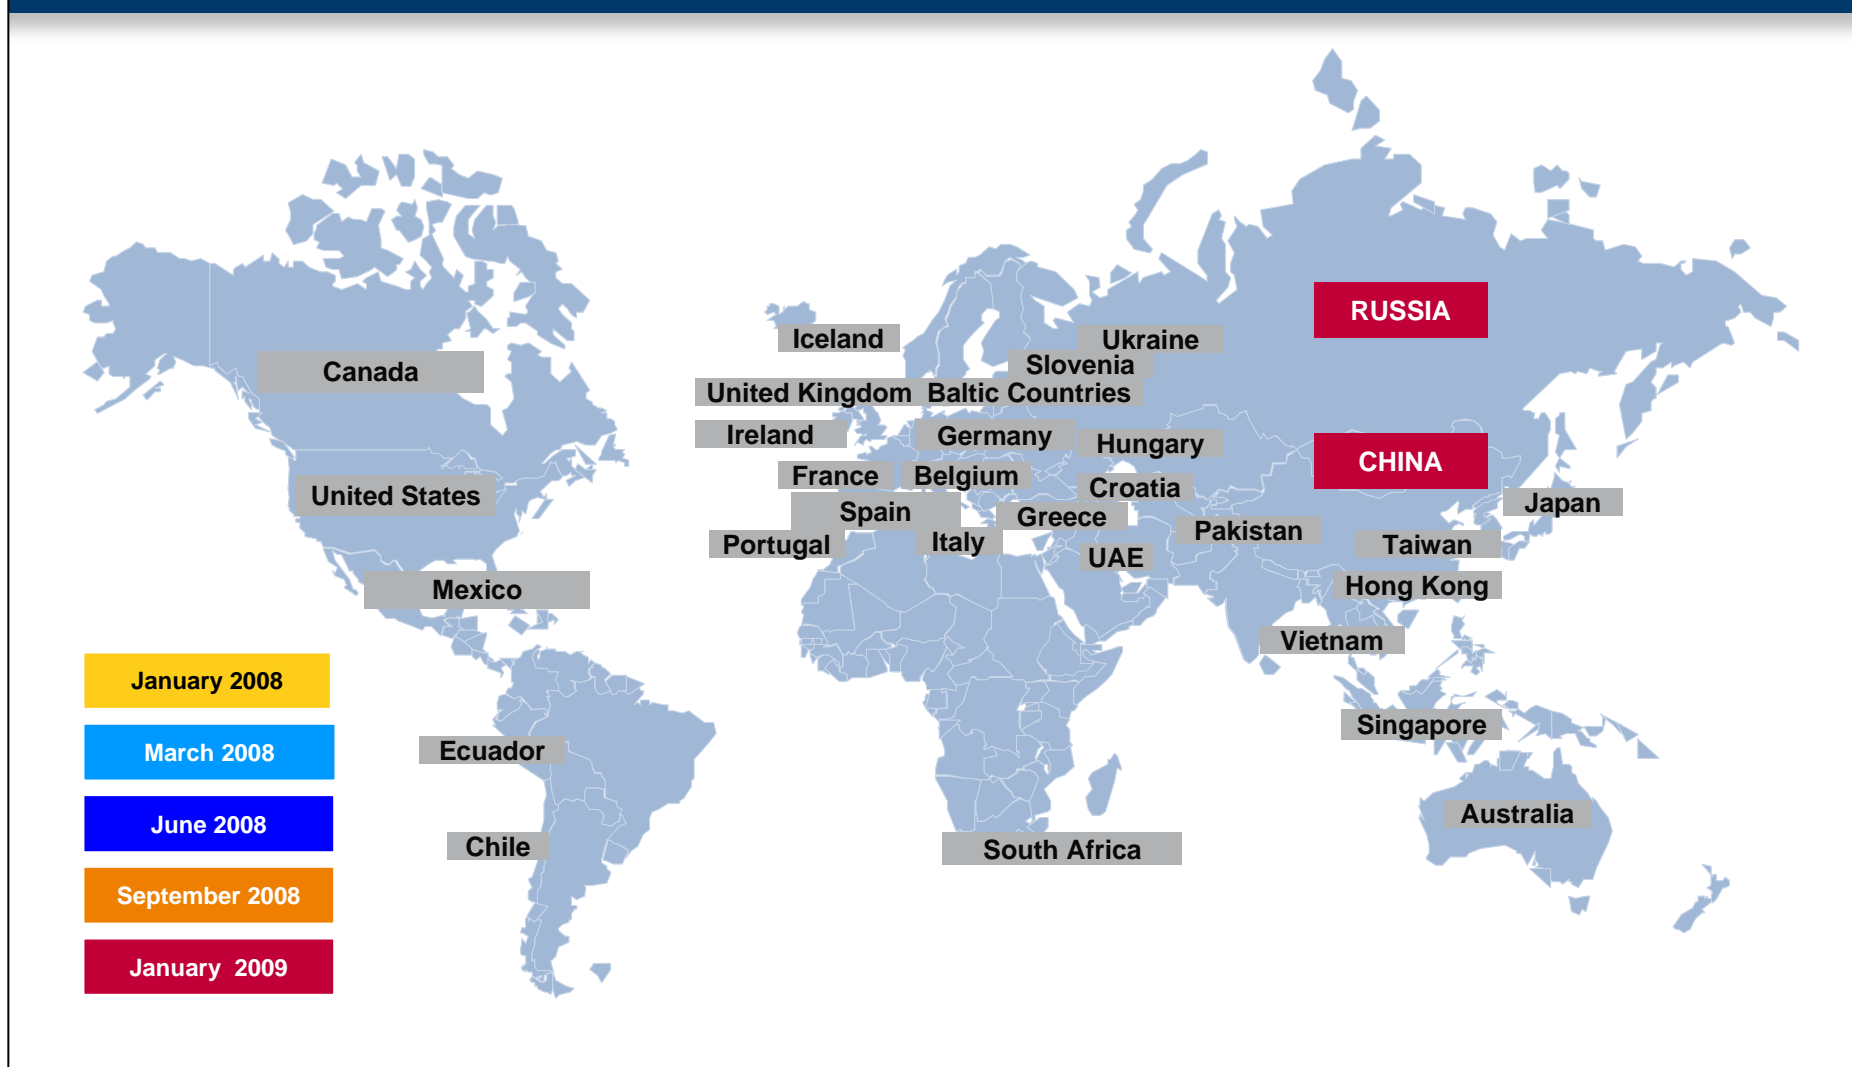 RUSSIA
Iceland
Ukraine
Slovenia
Canada
United Kingdom
Baltic Countries
Ireland
Germany
Hungary
CHINA
France
Belgium
Croatia
United States
Japan
Spain
Greece
Pakistan
Portugal
Italy
UAE
Taiwan
Mexico
Hong Kong
Vietnam
January 2008
Singapore
March 2008
Ecuador
Australia
June 2008
Chile
South Africa
September 2008
January  2009